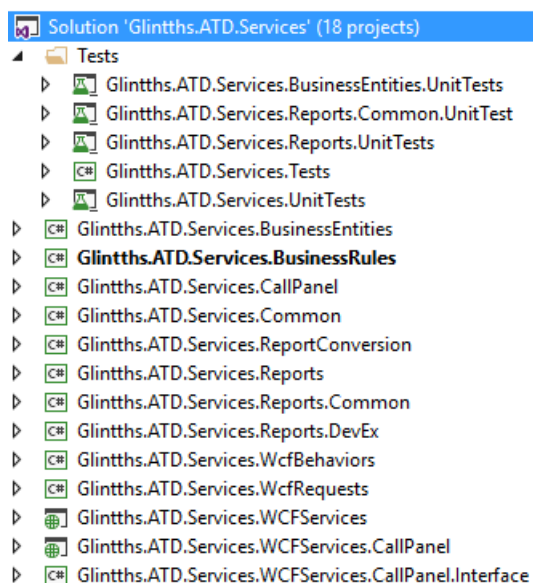 Solution 'Glintths.ATD.Services' (18 projects)
Tests
Glintths.ATD.Services.BusinessEntities.UnitTests
Glintths.ATD.Services.Reports.Common.UnitTest
Glintths.ATD.Services.Reports.UnitTests
C# Glintths.ATD.Services.Tests
Glintths.ATD.Services.UnitTests
C# Glintths.ATD.Services.BusinessEntities
C# Glintths.ATD.Services.BusinessRules
C# Glintths.ATD.Services.CallPanel
C# Glintths.ATD.Services.Common
C# Glintths.ATD.Services.ReportConversion
C# Glintths.ATD.Services.Reports
C# Glintths.ATD.Services.Reports.Common
C# Glintths.ATD.Services.Reports.DevEx
C# Glintths.ATD.Services.WcfBehaviors
C# Glintths.ATD.Services.WcfRequests
Glintths.ATD.Services.WCFServices
Glintths.ATD.Services.WCFServices.CallPanel
C# Glintths.ATD.Services.WCFServices.CallPanel.Interface